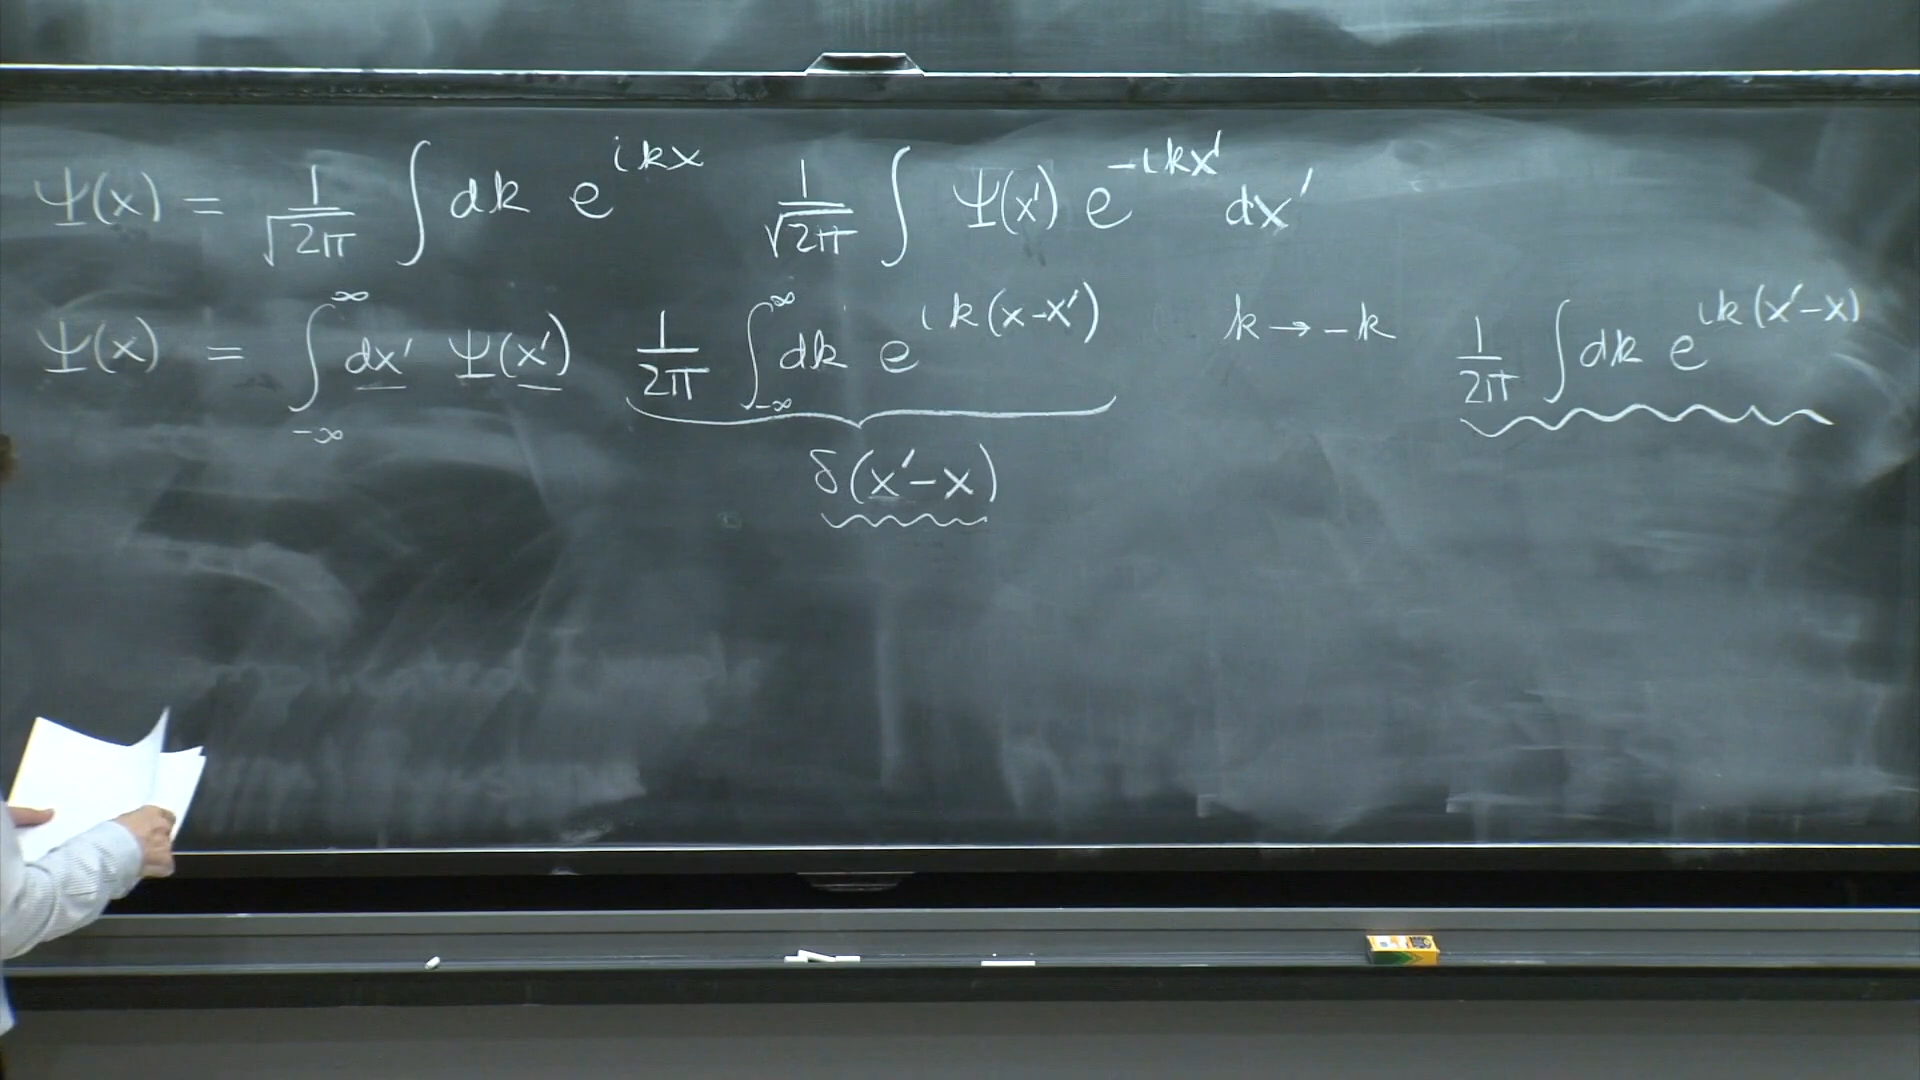 Ψ(x) = 1/√2π ∫ dk e^{ikx} 1/√2π ∫ Ψ(x') e^{-ikx'} dx'
Ψ(x) = ∫_{-∞}^{∞} dx' Ψ(x') 1/2π ∫_{-∞}^{∞} dk e^{ik(x-x')} k → -k 1/2π ∫ dk e^{ik(x'-x)}
δ(x'-x)